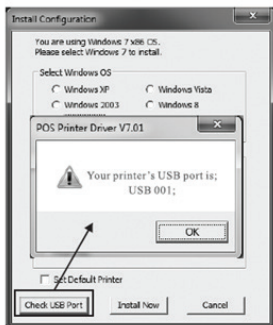 Install Configuration
You are using Windows 7 x86 OS.
Please select Windows 7 to install.
Select Windows OS
Windows XP
Windows Vista
Windows 2003
Windows 8
POS Printer Driver V7.01
Your printer's USB port is;
USB 001;
OK
Set Default Printer
Check USB Port
Install Now
Cancel